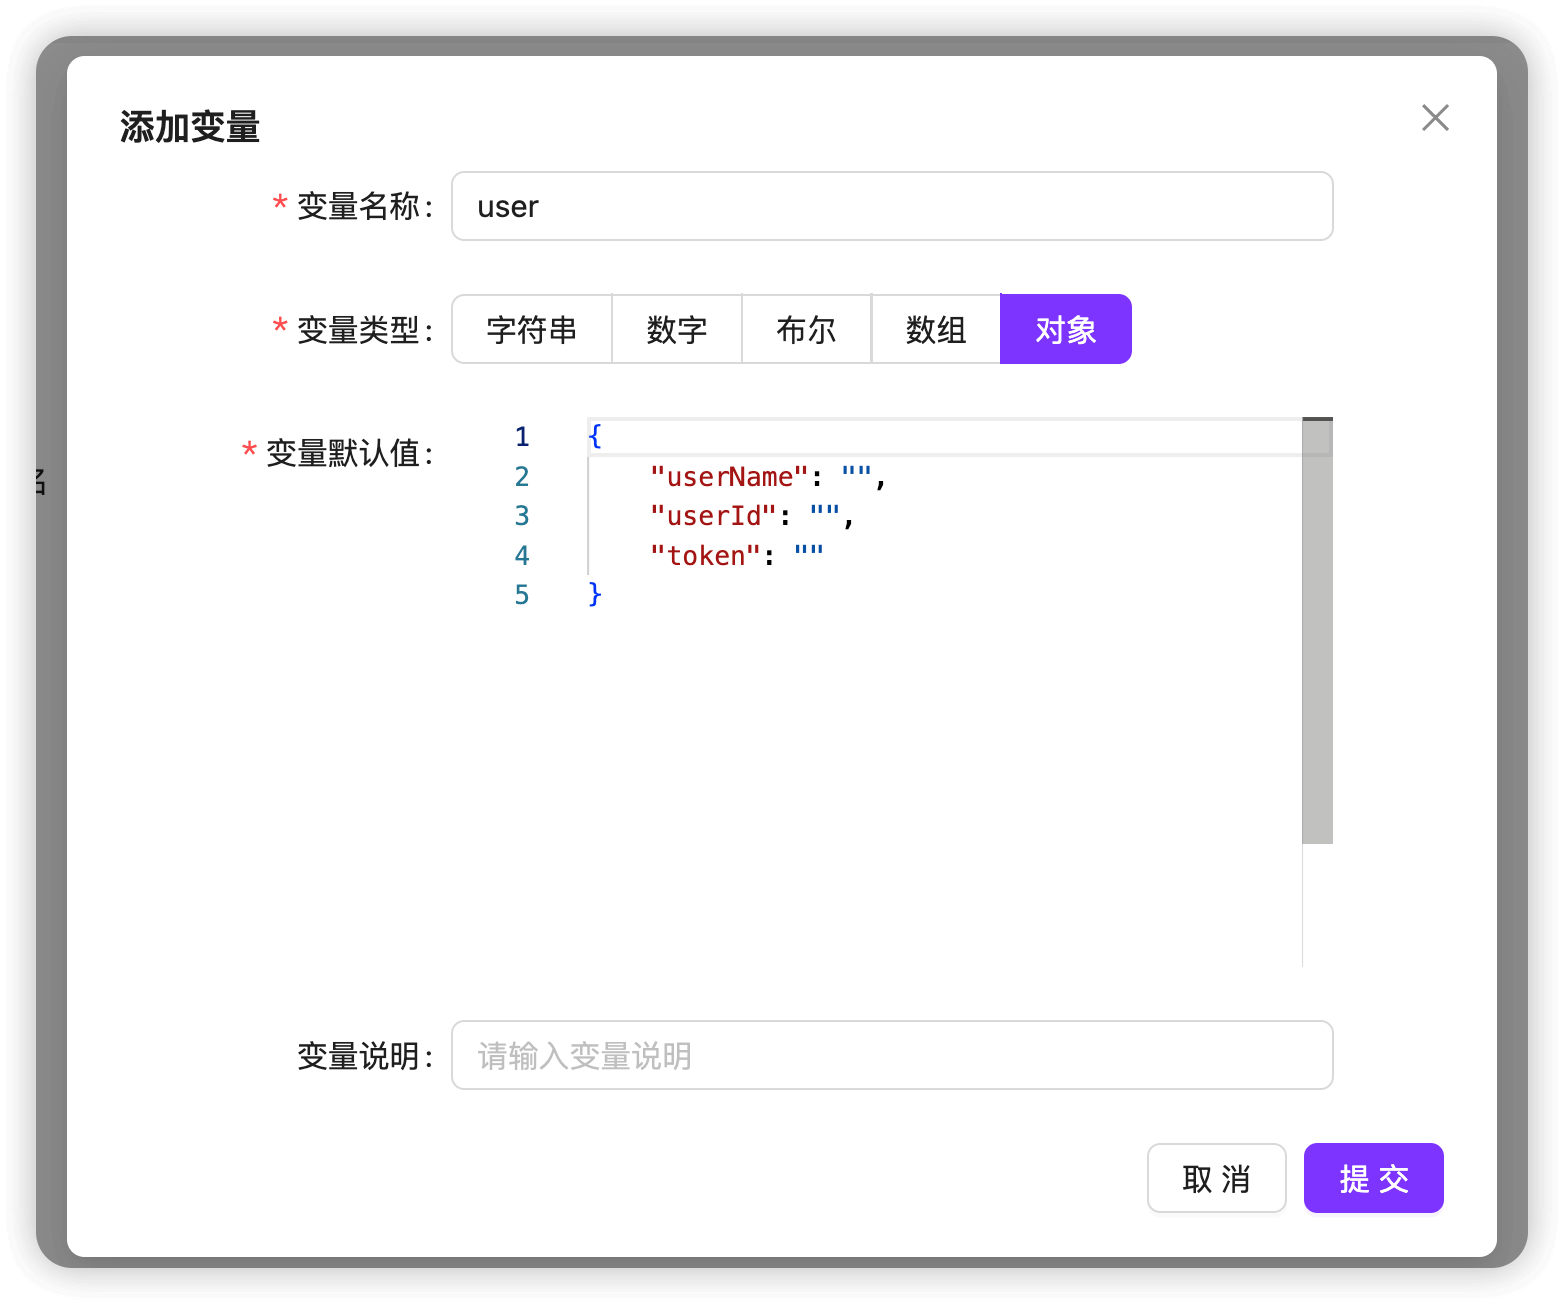 添加变量
* 变量名称: user
* 变量类型: 字符串 数字 布尔 数组 对象
* 变量默认值:
1 {
2     "userName": "",
3     "userId": "",
4     "token": ""
5 }
变量说明: 请输入变量说明
取 消 提 交